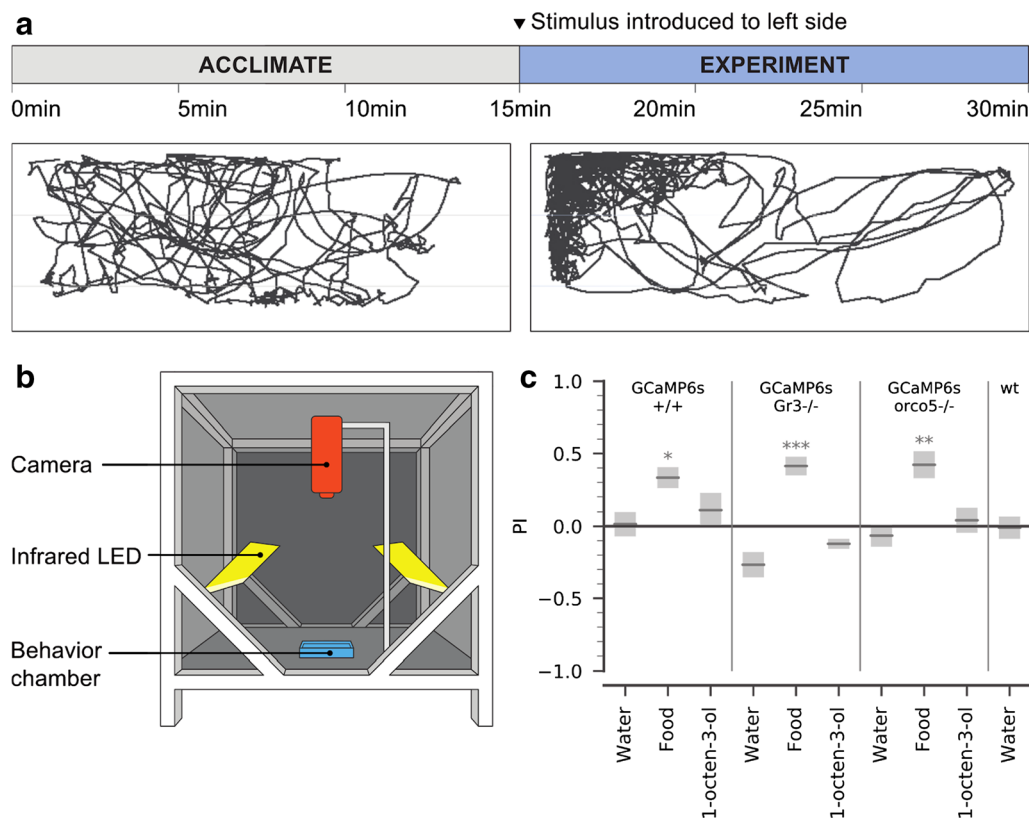 a
▼ Stimulus introduced to left side
ACCLIMATE EXPERIMENT
0min 5min 10min 15min 20min 25min 30min
b
Camera
Infrared LED
Behavior
chamber
c
GCaMP6s GCaMP6s GCaMP6s wt
+/+ Gr3-/- orco5-/-
* *** **
PI
1.0
0.5
0.0
−0.5
−1.0
Water Food 1-octen-3-ol Water Food 1-octen-3-ol Water Food 1-octen-3-ol Water